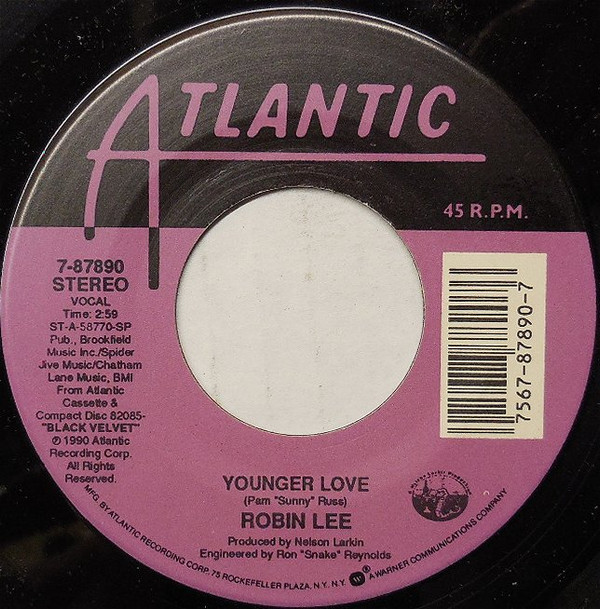 ATLANTIC
45 R.P.M.
7-87890
STEREO
VOCAL
Time: 2:59
ST-A-58770-SP
Pub., Brookfield
Music Inc./Spider
Jive Music/Chatham
Lane Music, BMI
From Atlantic
Cassette &
Compact Disc 82085-
"BLACK VELVET"
℗ 1990 Atlantic
Recording Corp.
All Rights
Reserved.
7567-87890-7
YOUNGER LOVE
(Pam "Sunny" Russ)
ROBIN LEE
Produced by Nelson Larkin
Engineered by Ron "Snake" Reynolds
A Nelson Larkin Production
MFG. BY ATLANTIC RECORDING CORP. 75 ROCKEFELLER PLAZA, N.Y., N.Y. W A WARNER COMMUNICATIONS COMPANY